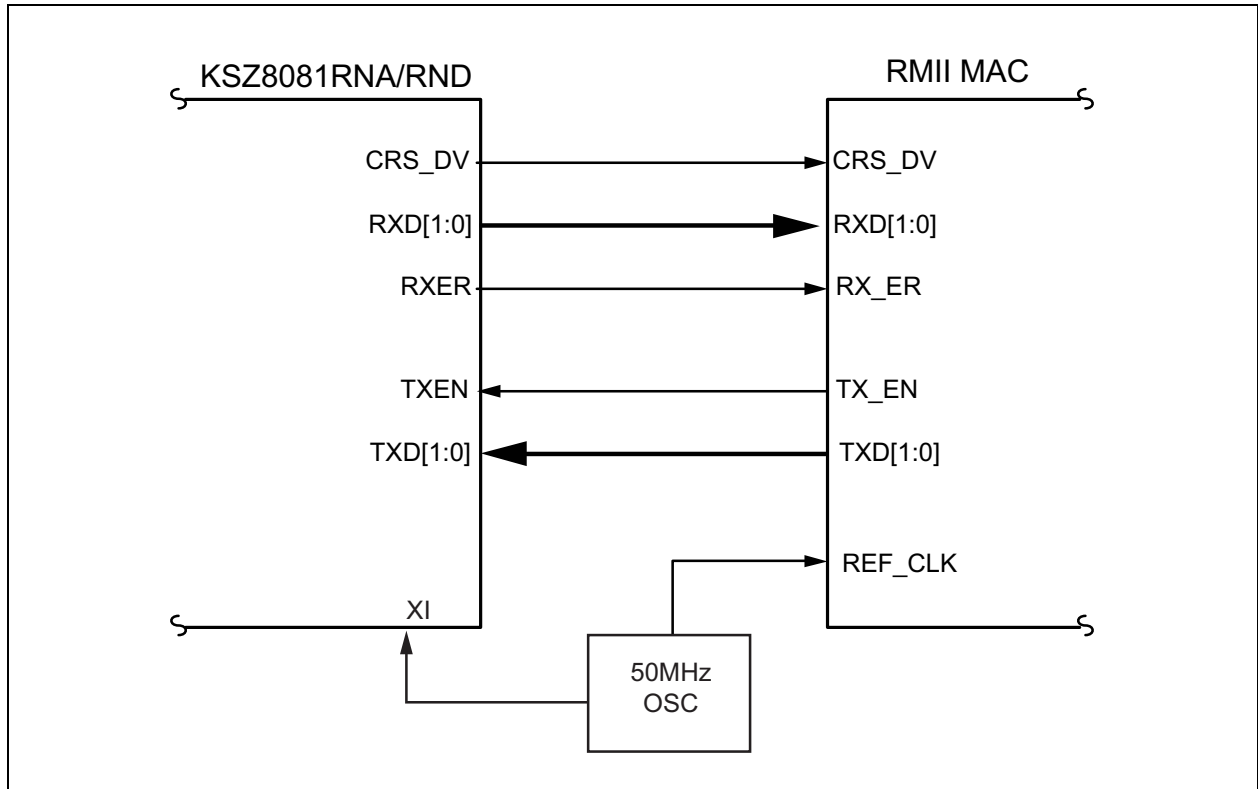 KSZ8081RNA/RND
RMII MAC
CRS_DV
CRS_DV
RXD[1:0]
RXD[1:0]
RXER
RX_ER
TXEN
TX_EN
TXD[1:0]
TXD[1:0]
REF_CLK
XI
50MHz
OSC